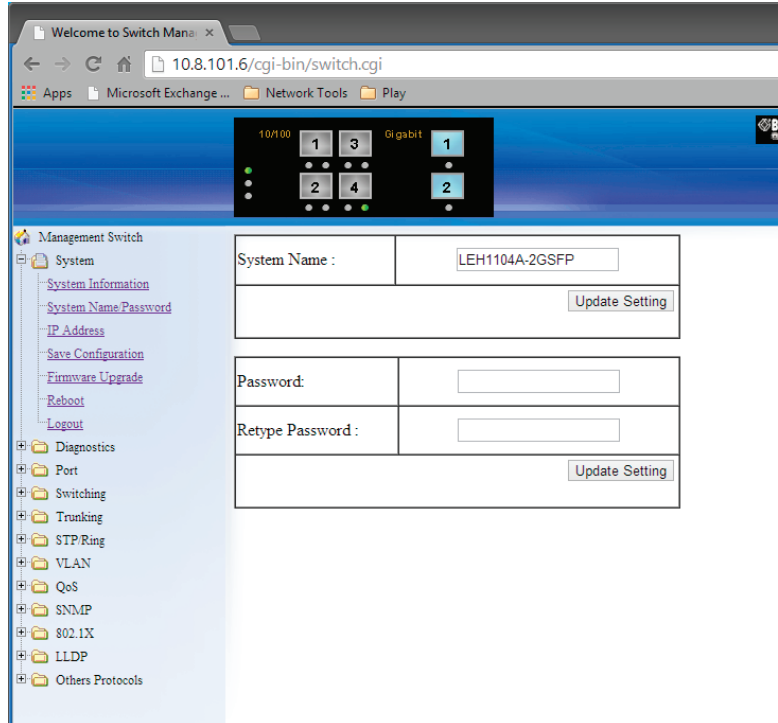 Welcome to Switch Mana
10.8.101.6/cgi-bin/switch.cgi
Apps Microsoft Exchange ... Network Tools Play
10/100 1 3 Gigabit 1
2 4 2
Management Switch
System
System Information
System Name/Password
IP Address
Save Configuration
Firmware Upgrade
Reboot
Logout
Diagnostics
Port
Switching
Trunking
STP/Ring
VLAN
QoS
SNMP
802.1X
LLDP
Others Protocols
System Name : LEH1104A-2GSFP
Update Setting
Password:
Retype Password :
Update Setting